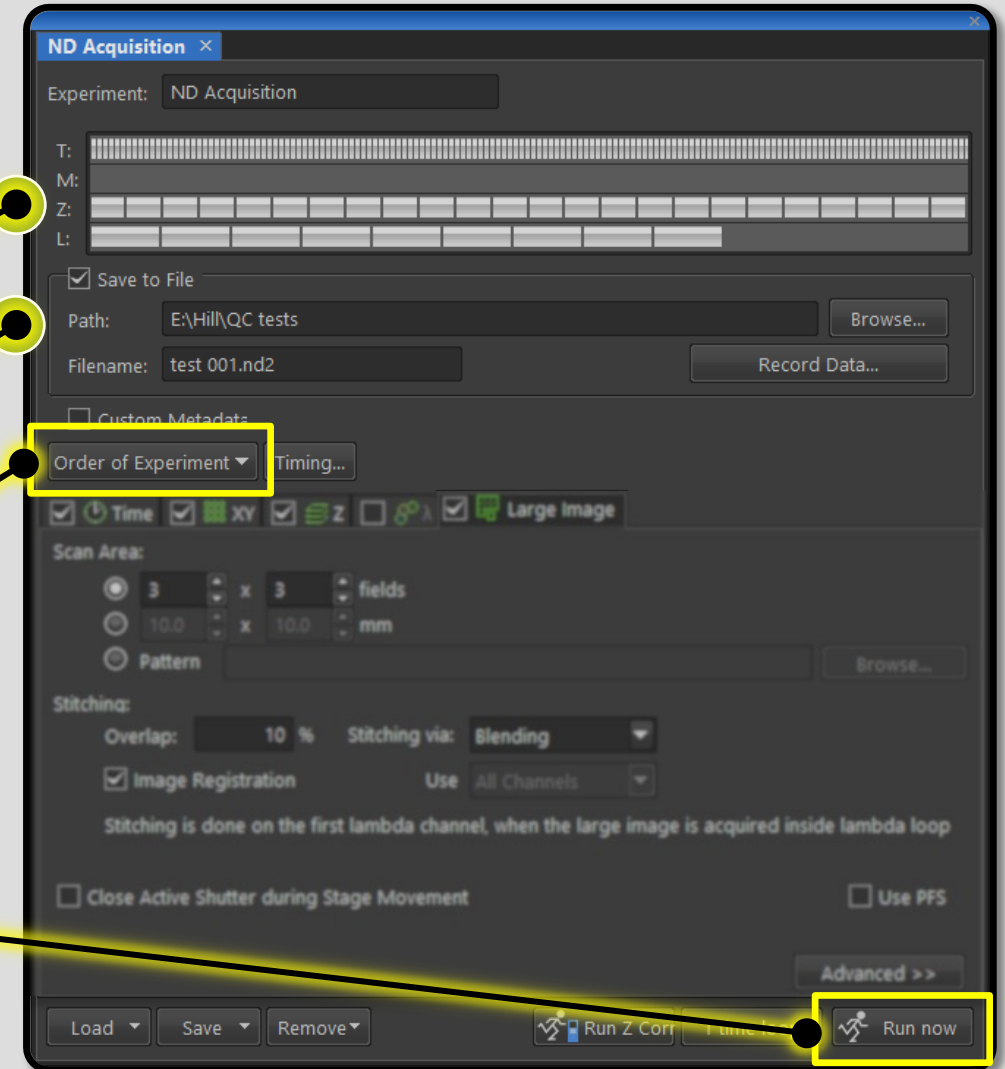 ND Acquisition ×
Experiment: ND Acquisition
T:
M:
Z:
L:
Save to File
Path: E:\Hill\QC tests Browse...
Filename: test 001.nd2 Record Data...
Custom Metadata
Order of Experiment Timing...
Time XY Z λ Large Image
Scan Area:
3 x 3 fields
10.0 x 10.0 mm
Pattern Browse...
Stitching:
Overlap: 10 % Stitching via: Blending
Image Registration Use All Channels
Stitching is done on the first lambda channel, when the large image is acquired inside lambda loop
Close Active Shutter during Stage Movement Use PFS
Advanced >>
Load Save Remove Run Z Corr time Run now